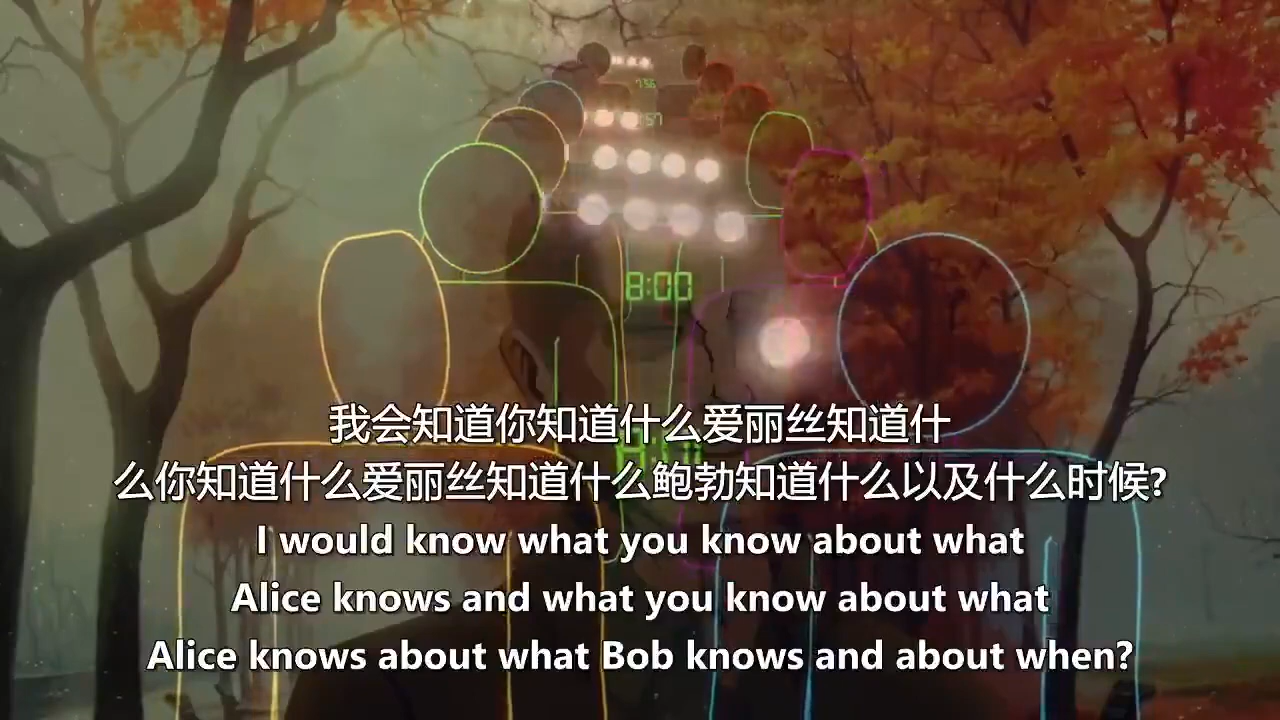 8:00
我会知道你知道什么爱丽丝知道什
么你知道什么爱丽丝知道什么鲍勃知道什么以及什么时候?
I would know what you know about what
Alice knows and what you know about what
Alice knows about what Bob knows and about when?